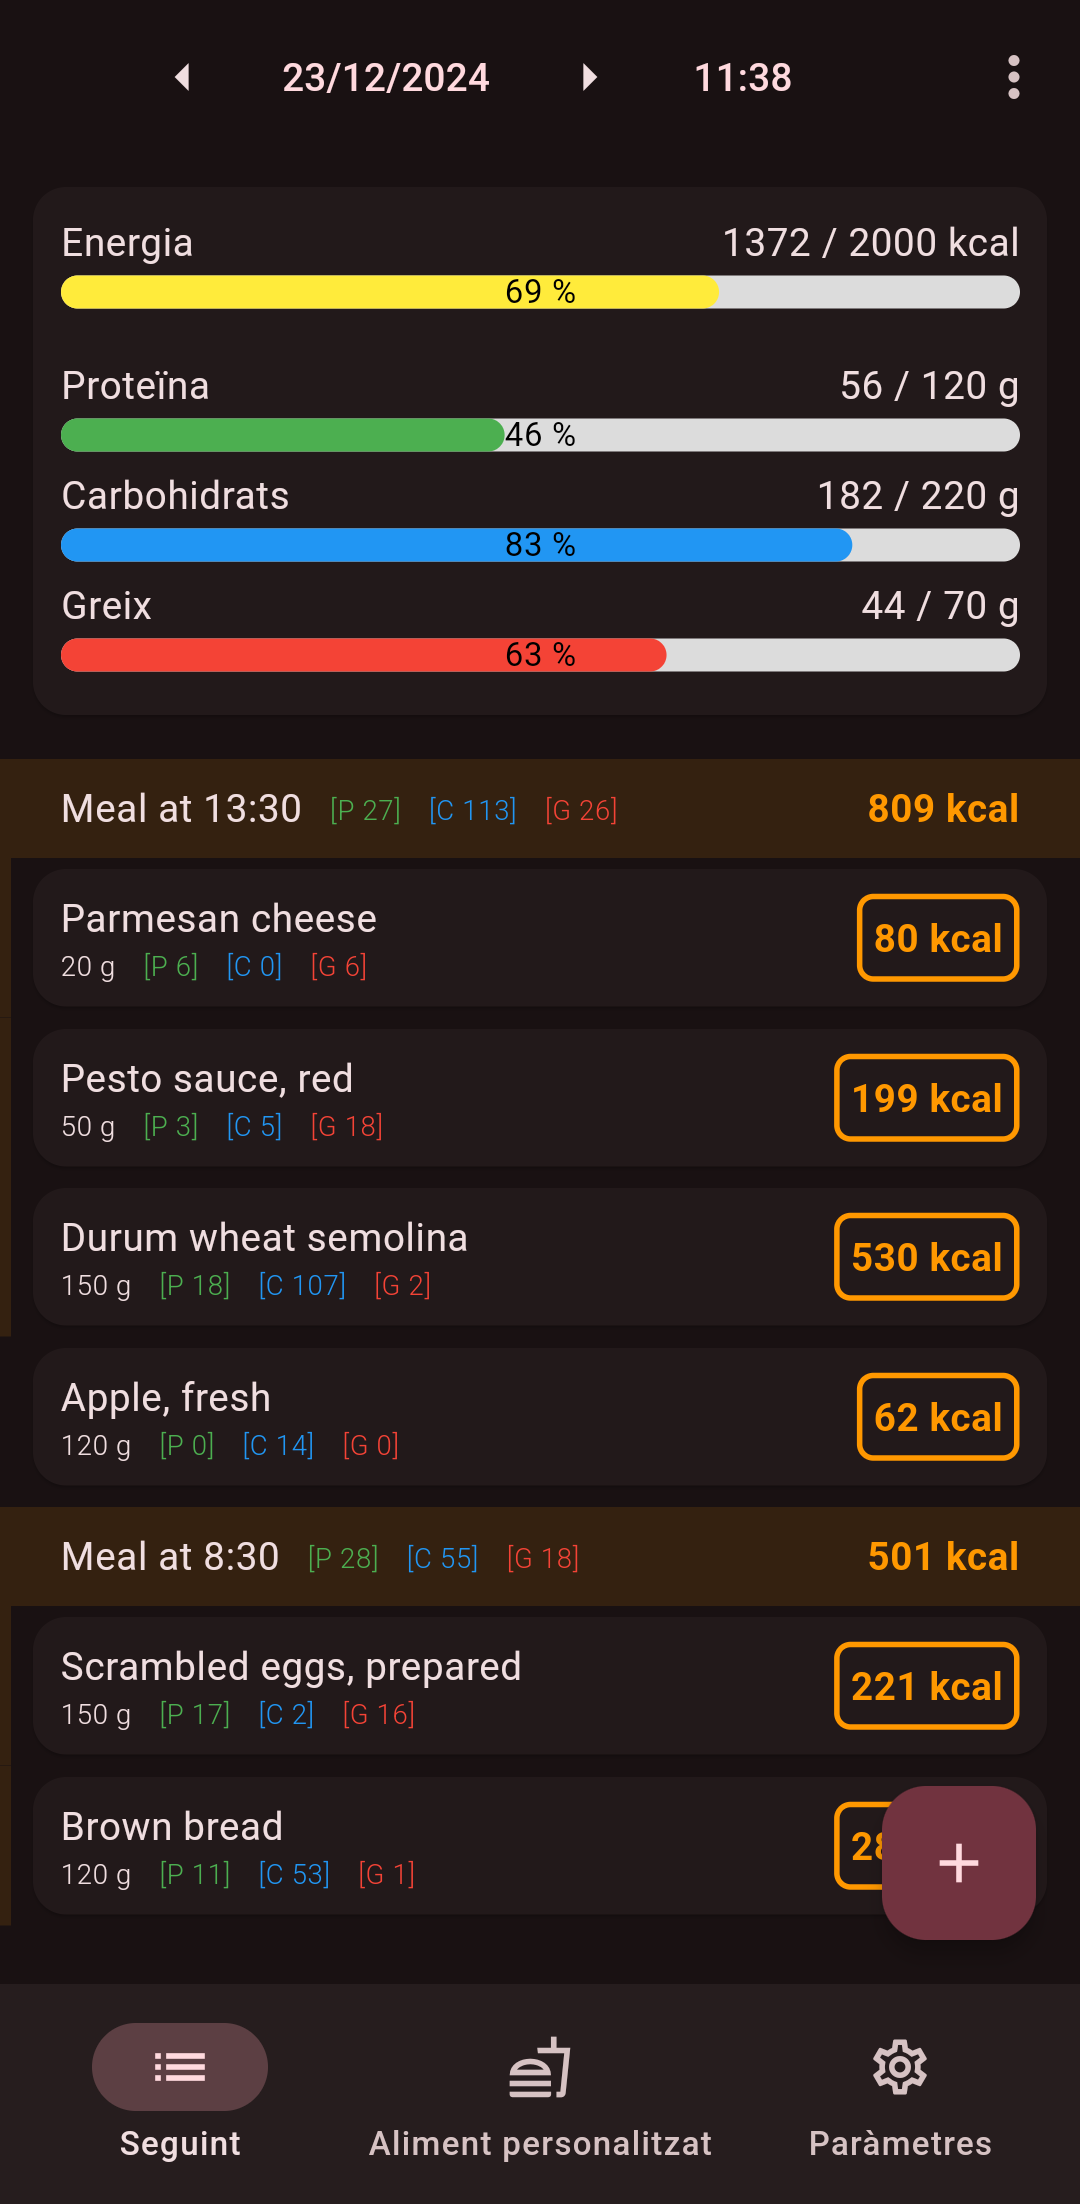 23/12/2024 11:38
Energia 1372 / 2000 kcal
69 %
Proteïna 56 / 120 g
46 %
Carbohidrats 182 / 220 g
83 %
Greix 44 / 70 g
63 %
Meal at 13:30 [P 27] [C 113] [G 26] 809 kcal
Parmesan cheese 80 kcal
20 g [P 6] [C 0] [G 6]
Pesto sauce, red 199 kcal
50 g [P 3] [C 5] [G 18]
Durum wheat semolina 530 kcal
150 g [P 18] [C 107] [G 2]
Apple, fresh 62 kcal
120 g [P 0] [C 14] [G 0]
Meal at 8:30 [P 28] [C 55] [G 18] 501 kcal
Scrambled eggs, prepared 221 kcal
150 g [P 17] [C 2] [G 16]
Brown bread
120 g [P 11] [C 53] [G 1]
Seguint Aliment personalitzat Paràmetres